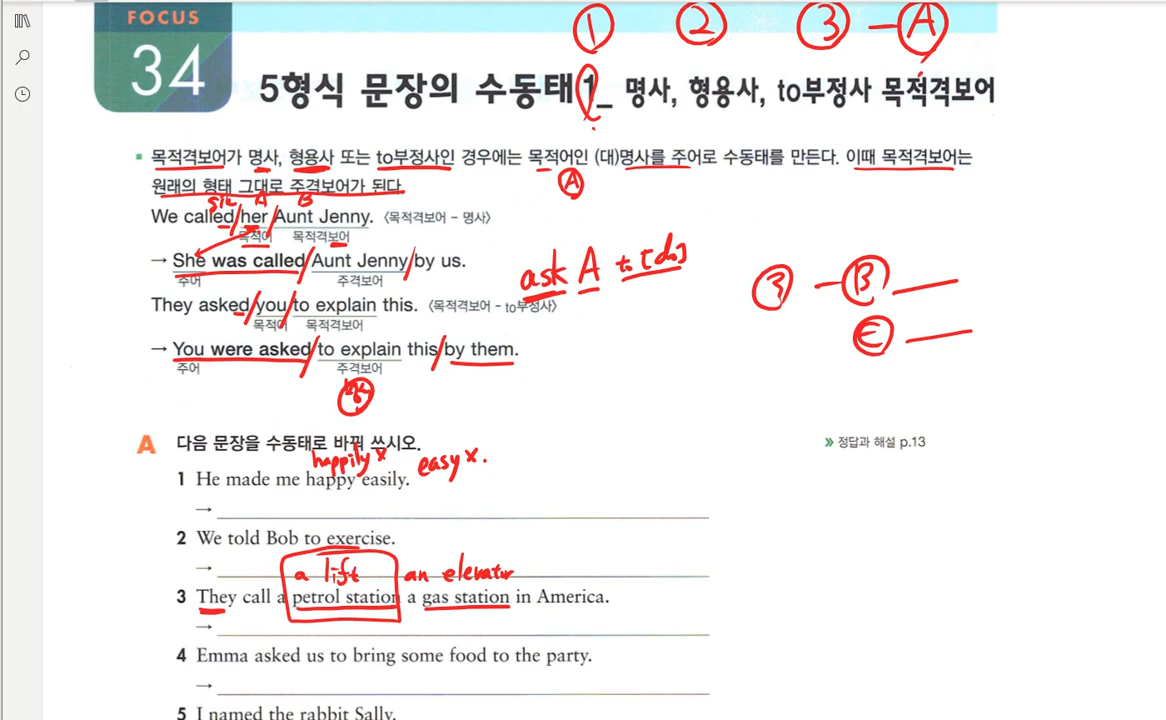 FOCUS
34
① ② ③ - Ⓐ
5형식 문장의 수동태 1_ 명사, 형용사, to부정사 목적격보어
목적격보어가 명사, 형용사 또는 to부정사인 경우에는 목적어인 (대)명사를 주어로 수동태를 만든다. 이때 목적격보어는
Ⓐ
원래의 형태 그대로 주격보어가 된다.
A B
We called/her/Aunt Jenny. <목적격보어 - 명사>
목적어 목적격보어
→ She was called/Aunt Jenny/by us.
주어 주격보어
ask A to [do]
③ - Ⓑ
They asked/you/to explain this. <목적격보어 - to부정사>
목적어 목적격보어
Ⓔ
→ You were asked/to explain this/by them.
주어 주격보어
A 다음 문장을 수동태로 바꿔 쓰시오.
» 정답과 해설 p.13
happily x easy x.
1 He made me happy easily.
→
2 We told Bob to exercise.
→
a lift an elevator
3 They call a petrol station a gas station in America.
→
4 Emma asked us to bring some food to the party.
→
5 I named the rabbit Sally.